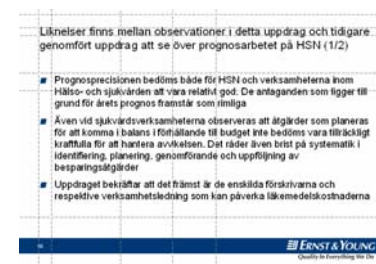 Liknelser finns mellan observationer i detta uppdrag och tidigare
genomfört uppdrag att se över prognosarbetet på HSN (1/2)
Prognosprecisionen bedöms både för HSN och verksamheterna inom
Hälso- och sjukvården att vara relativt god. De antaganden som ligger till
grund för årets prognos framstår som rimliga
Även vid sjukvårdsverksamheterna observeras att åtgärder som planeras
för att komma i balans i förhållande till budget inte bedöms vara tillräckligt
kraftfulla för att hantera avvikelsen. Det råder även brist på systematik i
identifiering, planering, genomförande och uppföljning av
besparingsåtgärder
Uppdraget bekräftar att det främst är de enskilda förskrivarna och
respektive verksamhetsledning som kan påverka läkemedelskostnaderna
ERNST & YOUNG
Quality In Everything We Do